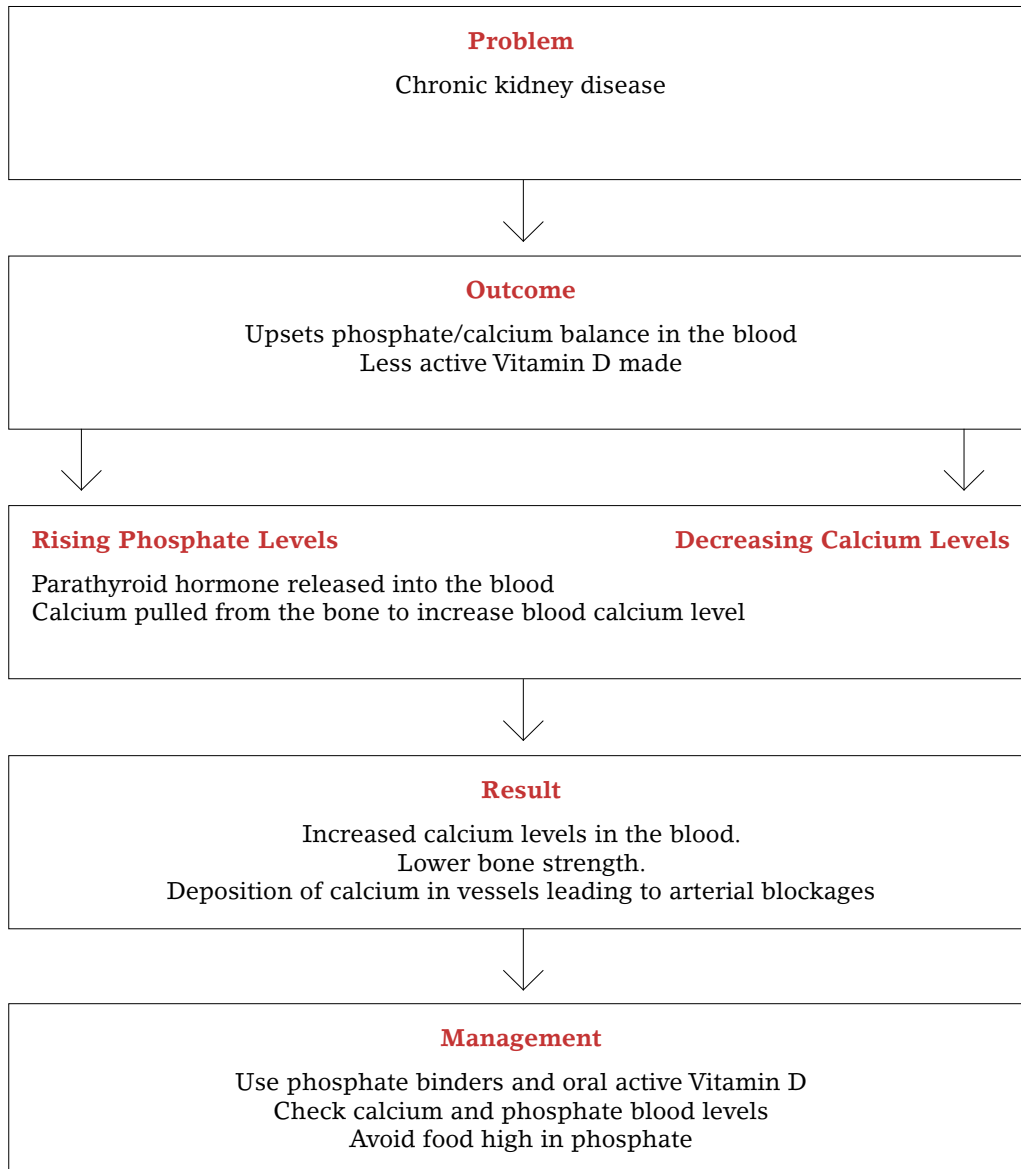 Problem
Chronic kidney disease
Outcome
Upsets phosphate/calcium balance in the blood
Less active Vitamin D made
Rising Phosphate Levels
Decreasing Calcium Levels
Parathyroid hormone released into the blood
Calcium pulled from the bone to increase blood calcium level
Result
Increased calcium levels in the blood.
Lower bone strength.
Deposition of calcium in vessels leading to arterial blockages
Management
Use phosphate binders and oral active Vitamin D
Check calcium and phosphate blood levels
Avoid food high in phosphate